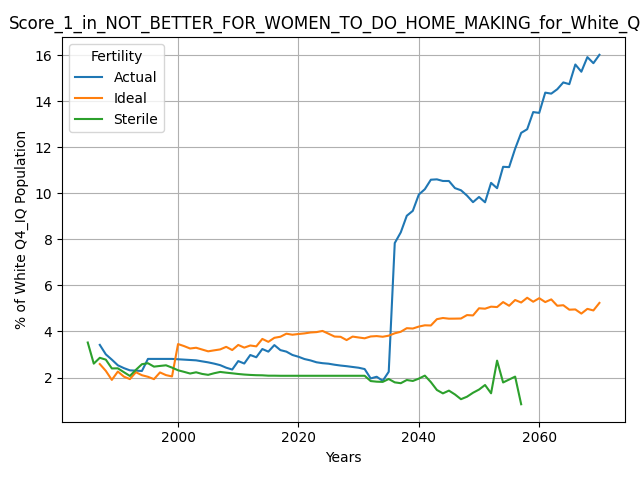 Score_1_in_NOT_BETTER_FOR_WOMEN_TO_DO_HOME_MAKING_for_White_Q
Fertility
Actual
Ideal
Sterile
% of White Q4_IQ Population
16
14
12
10
8
6
4
2
2000 2020 2040 2060
Years